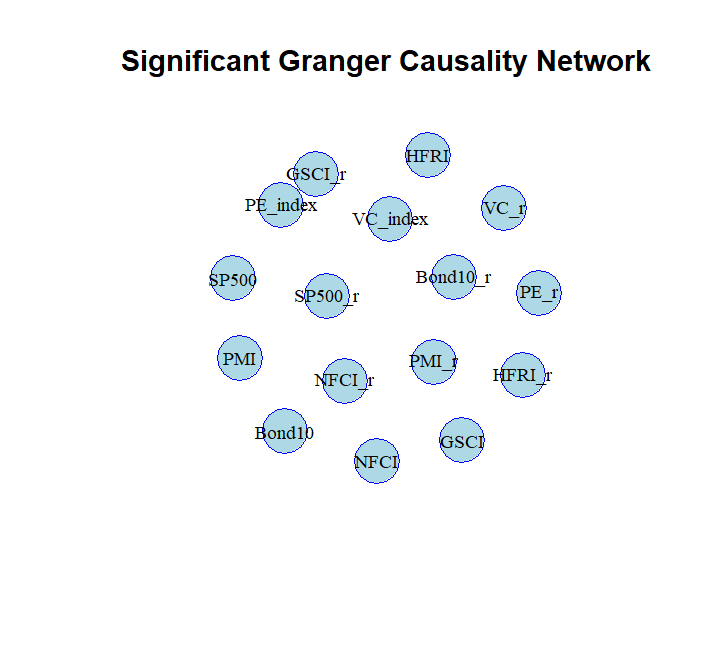 Significant Granger Causality Network
HFRI
GSCI_r
PE_index
VC_index
VC_r
SP500
SP500_r
Bond10_r
PE_r
PMI
NFCI_r
PMI_r
HFRI_r
Bond10
NFCI
GSCI